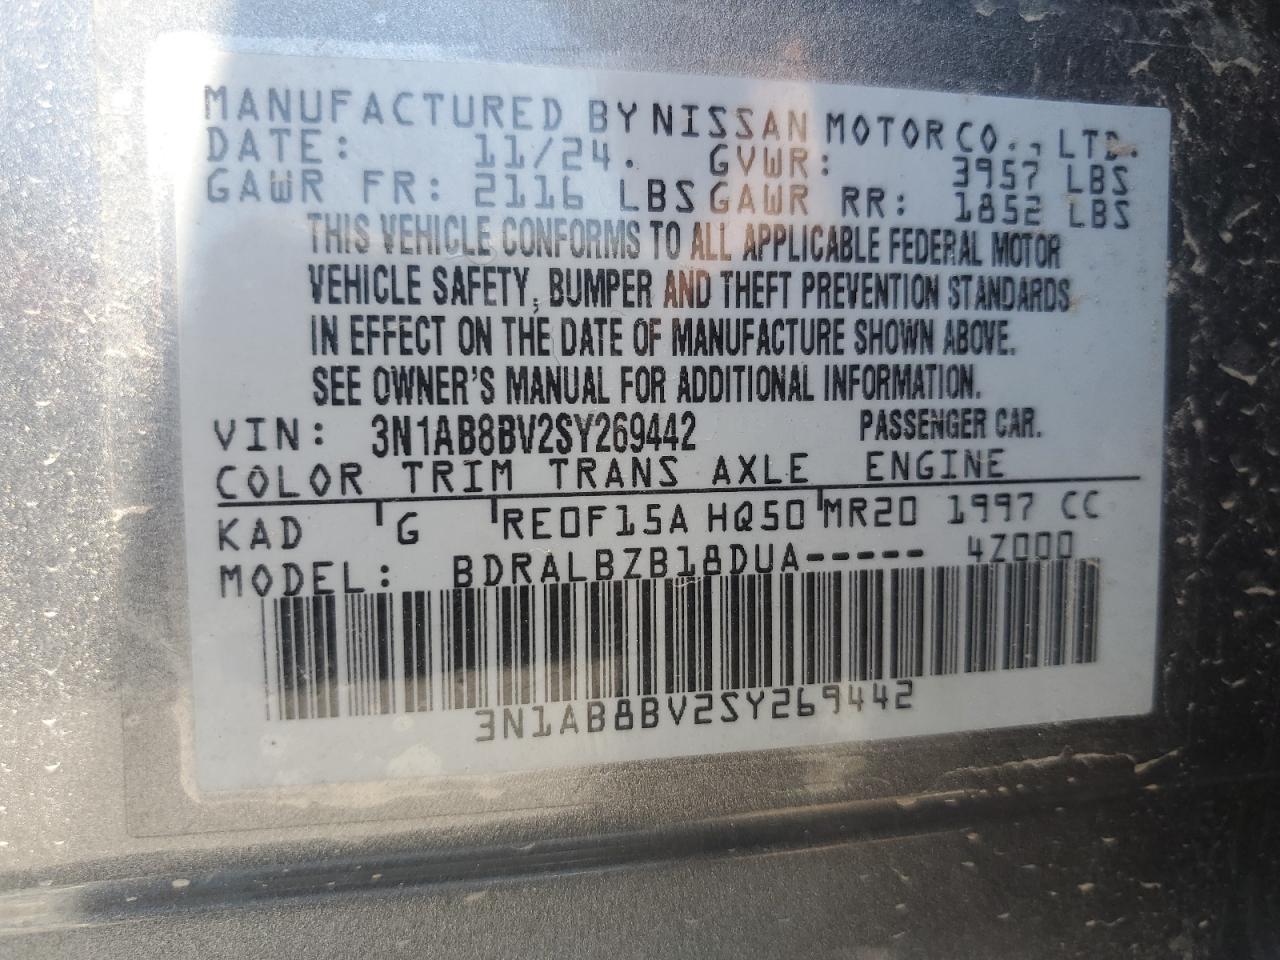 MANUFACTURED BY NISSAN MOTOR CO., LTD.
DATE: 11/24. GVWR: 3957 LBS
GAWR FR: 2116 LBS GAWR RR: 1852 LBS
THIS VEHICLE CONFORMS TO ALL APPLICABLE FEDERAL MOTOR
VEHICLE SAFETY, BUMPER AND THEFT PREVENTION STANDARDS
IN EFFECT ON THE DATE OF MANUFACTURE SHOWN ABOVE.
SEE OWNER'S MANUAL FOR ADDITIONAL INFORMATION.
VIN: 3N1AB8BV2SY269442 PASSENGER CAR.
COLOR TRIM TRANS AXLE ENGINE
KAD G RE0F15A HQ50 MR20 1997 CC
MODEL: BDRALBZB18DUA----- 4Z000
3N1AB8BV2SY269442